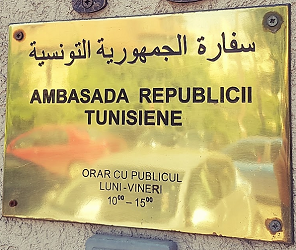 سفارة الجمهورية التونسية
AMBASADA REPUBLICII
TUNISIENE
ORAR CU PUBLICUL
LUNI-VINERI
10⁰⁰ - 15⁰⁰